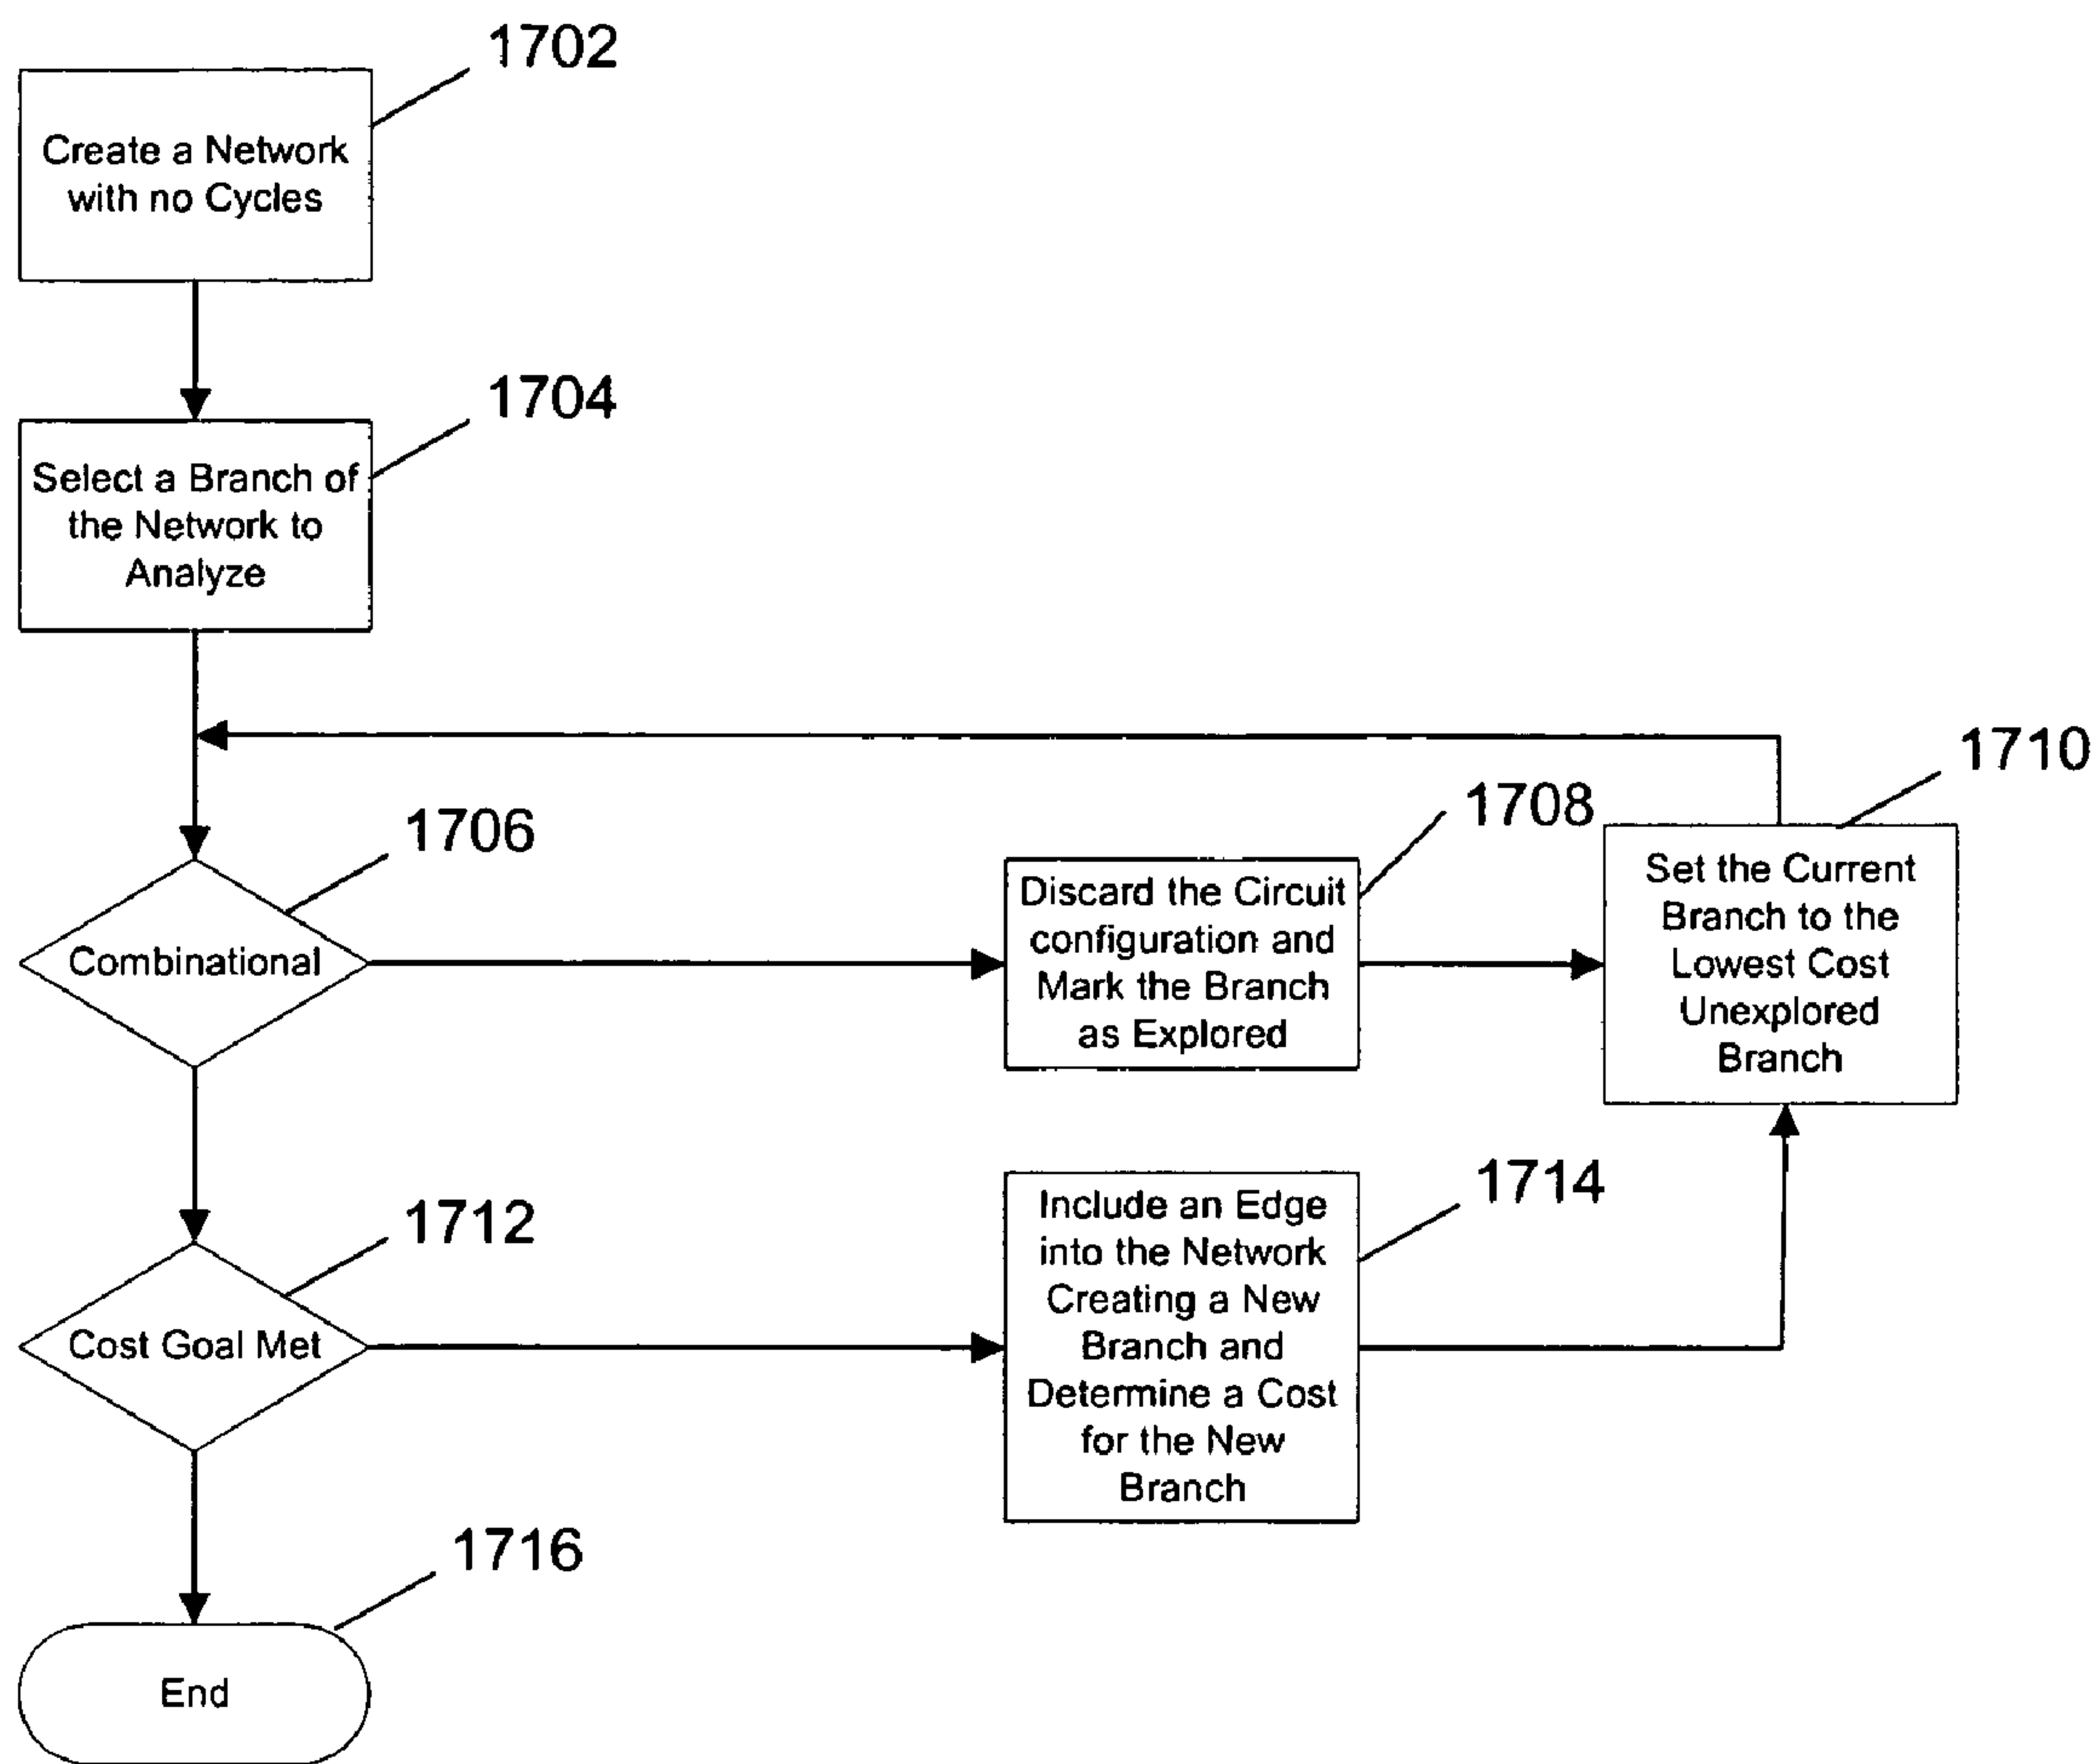 1702
Create a Network
with no Cycles
1704
Select a Branch of
the Network to
Analyze
1706
Combinational
1708
Discard the Circuit
configuration and
Mark the Branch
as Explored
1710
Set the Current
Branch to the
Lowest Cost
Unexplored
Branch
1712
Cost Goal Met
1714
Include an Edge
into the Network
Creating a New
Branch and
Determine a Cost
for the New
Branch
1716
End